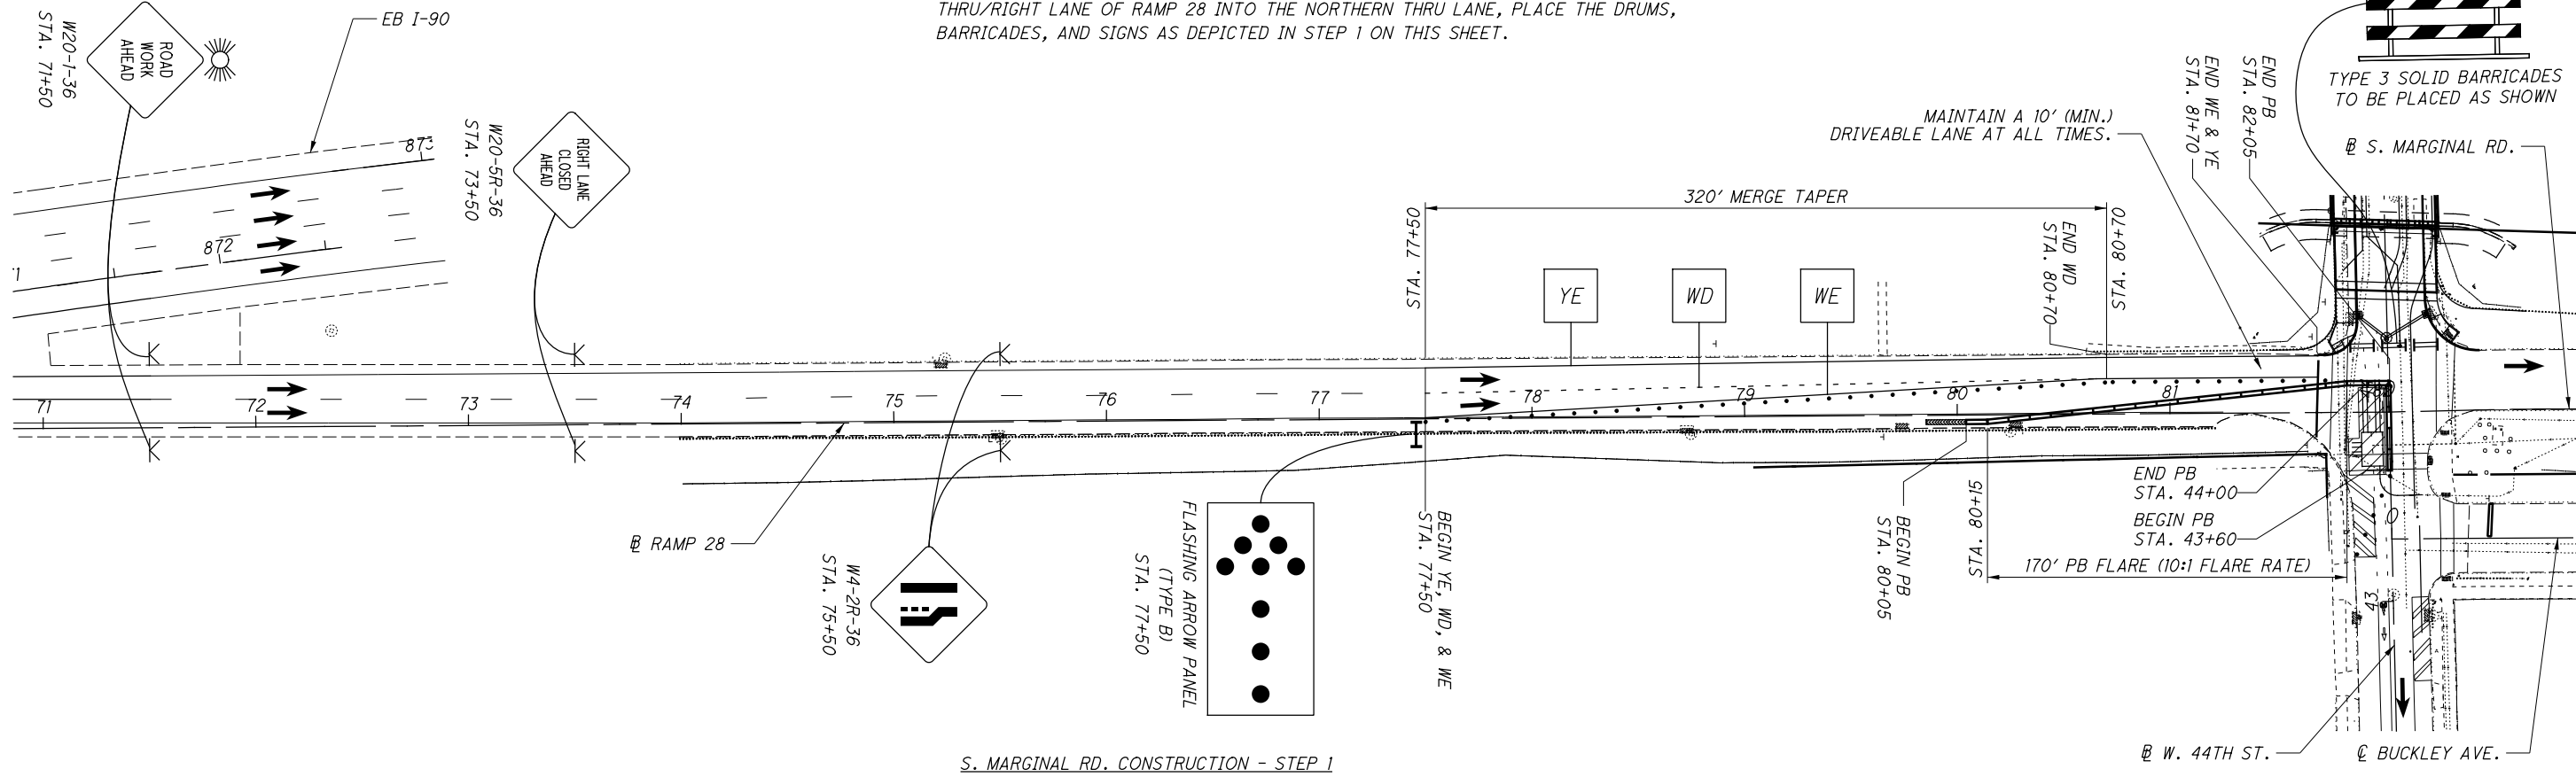 THRU/RIGHT LANE OF RAMP 28 INTO THE NORTHERN THRU LANE, PLACE THE DRUMS,
BARRICADES, AND SIGNS AS DEPICTED IN STEP 1 ON THIS SHEET.
W20-1-36
STA. 71+50
ROAD
WORK
AHEAD
EB I-90
873
872
W20-5R-36
STA. 73+50
RIGHT LANE
CLOSED
AHEAD
TYPE 3 SOLID BARRICADES
TO BE PLACED AS SHOWN
END PB
STA. 82+05
END WE & YE
STA. 81+70
MAINTAIN A 10' (MIN.)
DRIVEABLE LANE AT ALL TIMES.
S. MARGINAL RD.
320' MERGE TAPER
STA. 77+50
END WD
STA. 80+70
STA. 80+70
YE
WD
WE
71
72
73
74
75
76
77
78
79
80
81
RAMP 28
W4-2R-36
STA. 75+50
FLASHING ARROW PANEL
(TYPE B)
STA. 77+50
BEGIN YE, WD, & WE
STA. 77+50
BEGIN PB
STA. 80+05
STA. 80+15
END PB
STA. 44+00
BEGIN PB
STA. 43+60
170' PB FLARE (10:1 FLARE RATE)
43
W. 44TH ST.
BUCKLEY AVE.
S. MARGINAL RD. CONSTRUCTION - STEP 1